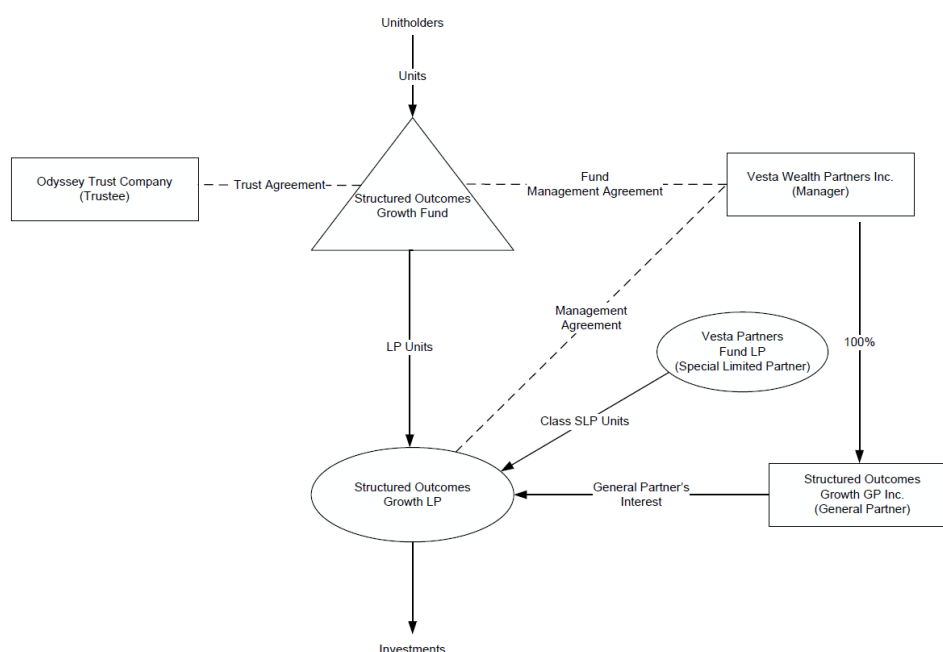 Unitholders
Units
Odyssey Trust Company
(Trustee)
Trust Agreement
Structured Outcomes
Growth Fund
Fund
Management Agreement
Vesta Wealth Partners Inc.
(Manager)
Management
Agreement
LP Units
Vesta Partners
Fund LP
(Special Limited Partner)
100%
Class SLP Units
Structured Outcomes
Growth LP
General Partner's
Interest
Structured Outcomes
Growth GP Inc.
(General Partner)
Investments